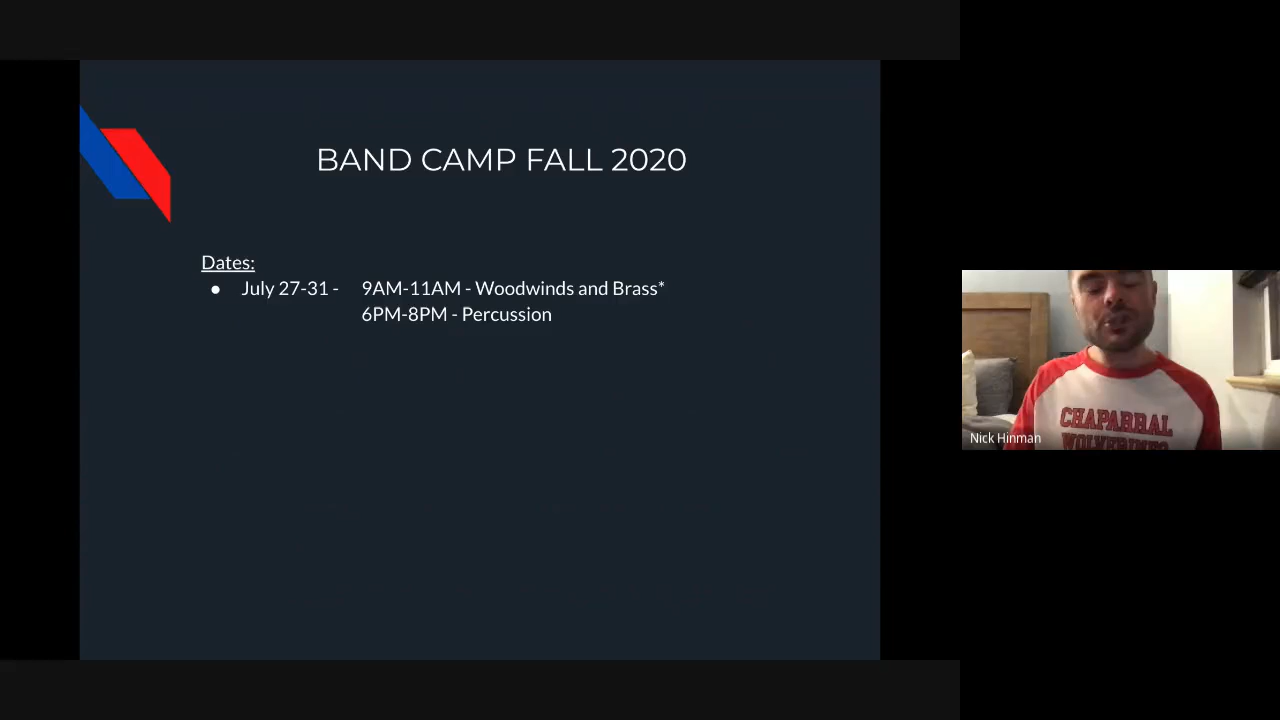 BAND CAMP FALL 2020
Dates:
● July 27-31 - 9AM-11AM - Woodwinds and Brass*
6PM-8PM - Percussion
CHAPARRAL
WOLVERINES
Nick Hinman